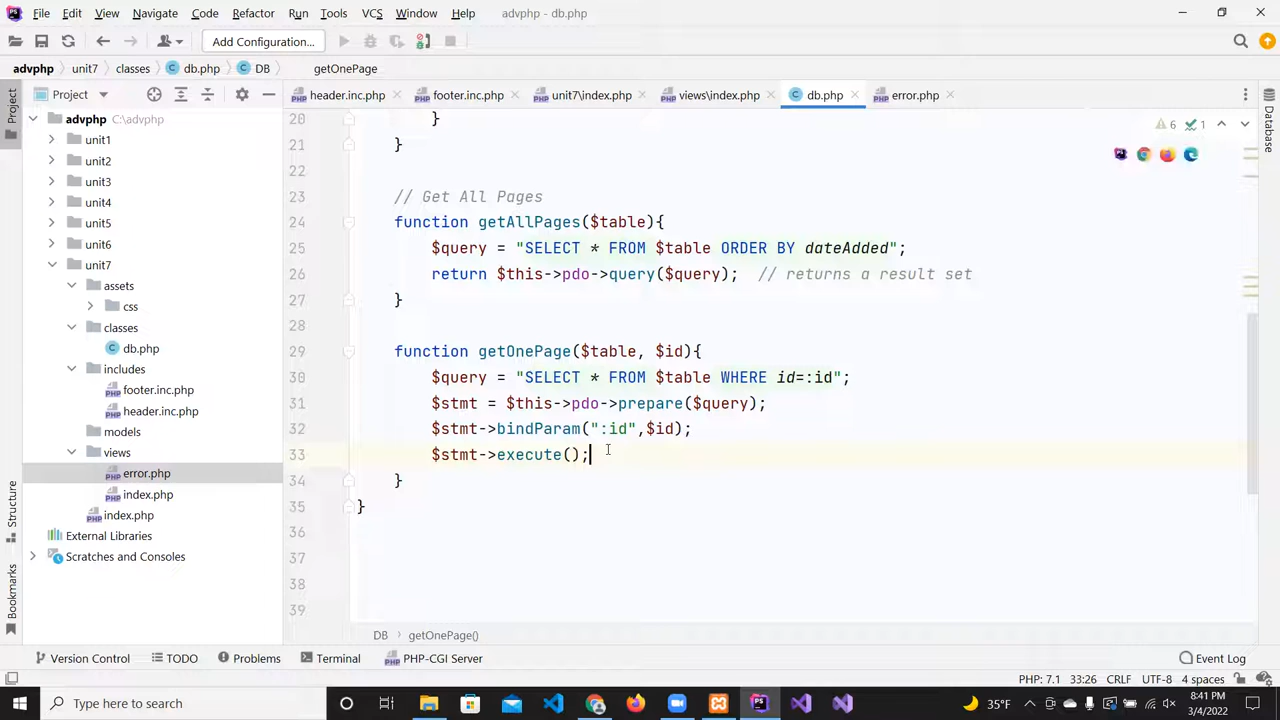 File Edit View Navigate Code Refactor Run Tools VCS Window Help advphp - db.php
Add Configuration...
advphp unit7 classes db.php DB getOnePage
Project header.inc.php footer.inc.php unit7\index.php views\index.php db.php error.php
Project
Database
advphp C:\advphp
unit1
unit2
unit3
unit4
unit5
unit6
unit7
assets
css
classes
db.php
includes
footer.inc.php
header.inc.php
models
views
error.php
index.php
index.php
External Libraries
Scratches and Consoles
Structure
Bookmarks
6 1
20 }
21 }
22
23 // Get All Pages
24 function getAllPages($table){
25 $query = "SELECT * FROM $table ORDER BY dateAdded";
26 return $this->pdo->query($query); // returns a result set
27 }
28
29 function getOnePage($table, $id){
30 $query = "SELECT * FROM $table WHERE id=:id";
31 $stmt = $this->pdo->prepare($query);
32 $stmt->bindParam(":id",$id);
33 $stmt->execute();
34 }
35 }
36
37
38
39
DB getOnePage()
Version Control TODO Problems Terminal PHP-CGI Server Event Log
PHP: 7.1 33:26 CRLF UTF-8 4 spaces
Type here to search
35°F
8:41 PM
3/4/2022